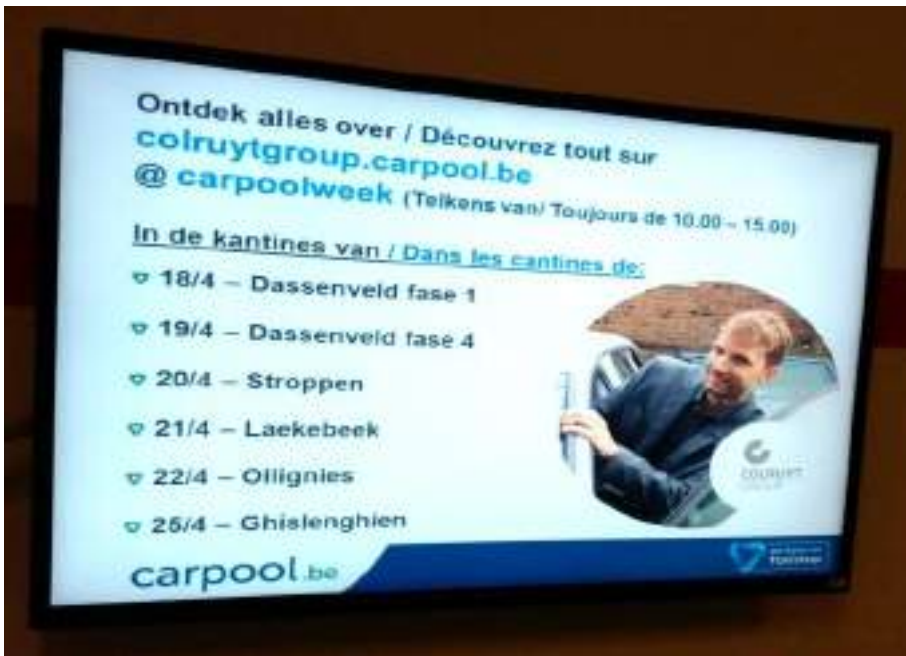 Ontdek alles over / Découvrez tout sur
colruytgroup.carpool.be
@ carpoolweek (Telkens van/ Toujours de 10.00 – 15.00)
In de kantines van / Dans les cantines de:
18/4 – Dassenveld fase 1
19/4 – Dassenveld fase 4
20/4 – Stroppen
21/4 – Laekebeek
22/4 – Ollignies
25/4 – Ghislenghien
COLRUYT
GROUP
carpool.be